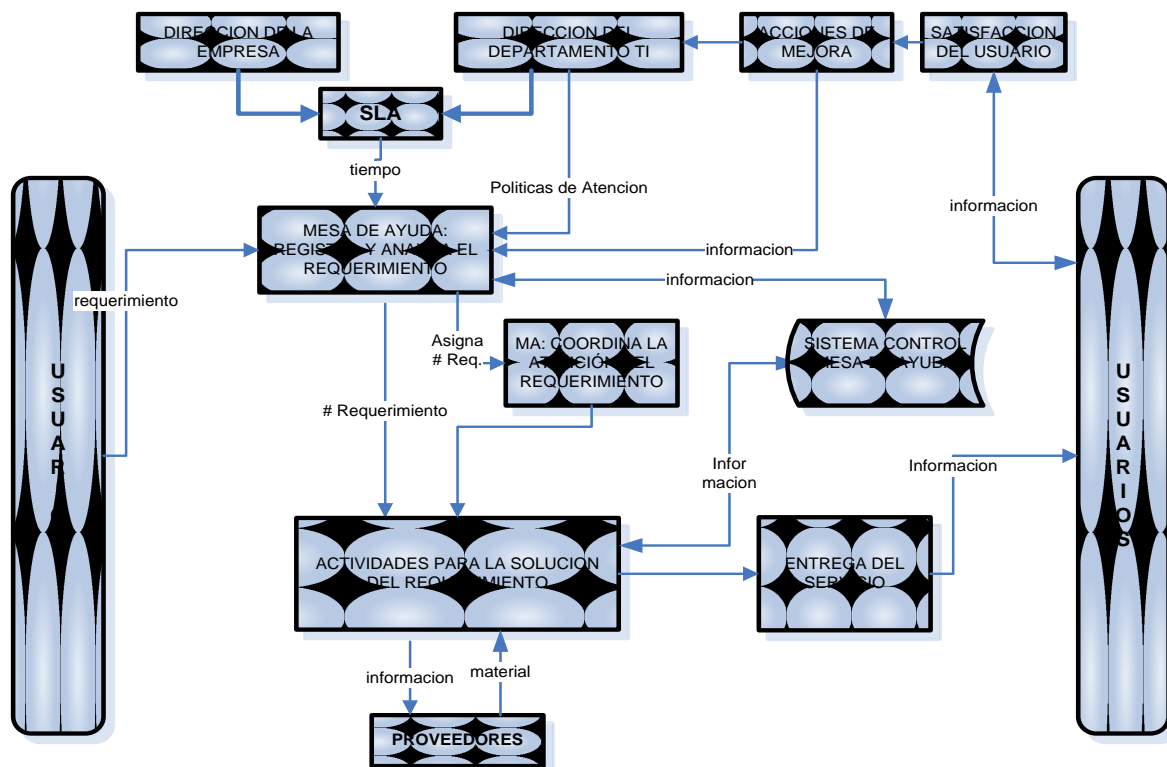 DIRECCION DE LA
EMPRESA
DIRECCION DEL
DEPARTAMENTO TI
ACCIONES DE
MEJORA
SATISFACCION
DEL USUARIO
SLA
tiempo
Politicas de Atencion
informacion
MESA DE AYUDA:
REGISTRA Y ANALIZA EL
REQUERIMIENTO
informacion
informacion
requerimiento
Asigna
# Req.
MA: COORDINA LA
ATENCIÓN DEL
REQUERIMIENTO
SISTEMA CONTROL
MESA DE AYUDA
# Requerimiento
U
S
U
A
R
U
S
U
A
R
I
O
S
Infor
macion
Informacion
ACTIVIDADES PARA LA SOLUCION
DEL REQUERIMIENTO
ENTREGA DEL
SERVICIO
informacion
material
PROVEEDORES